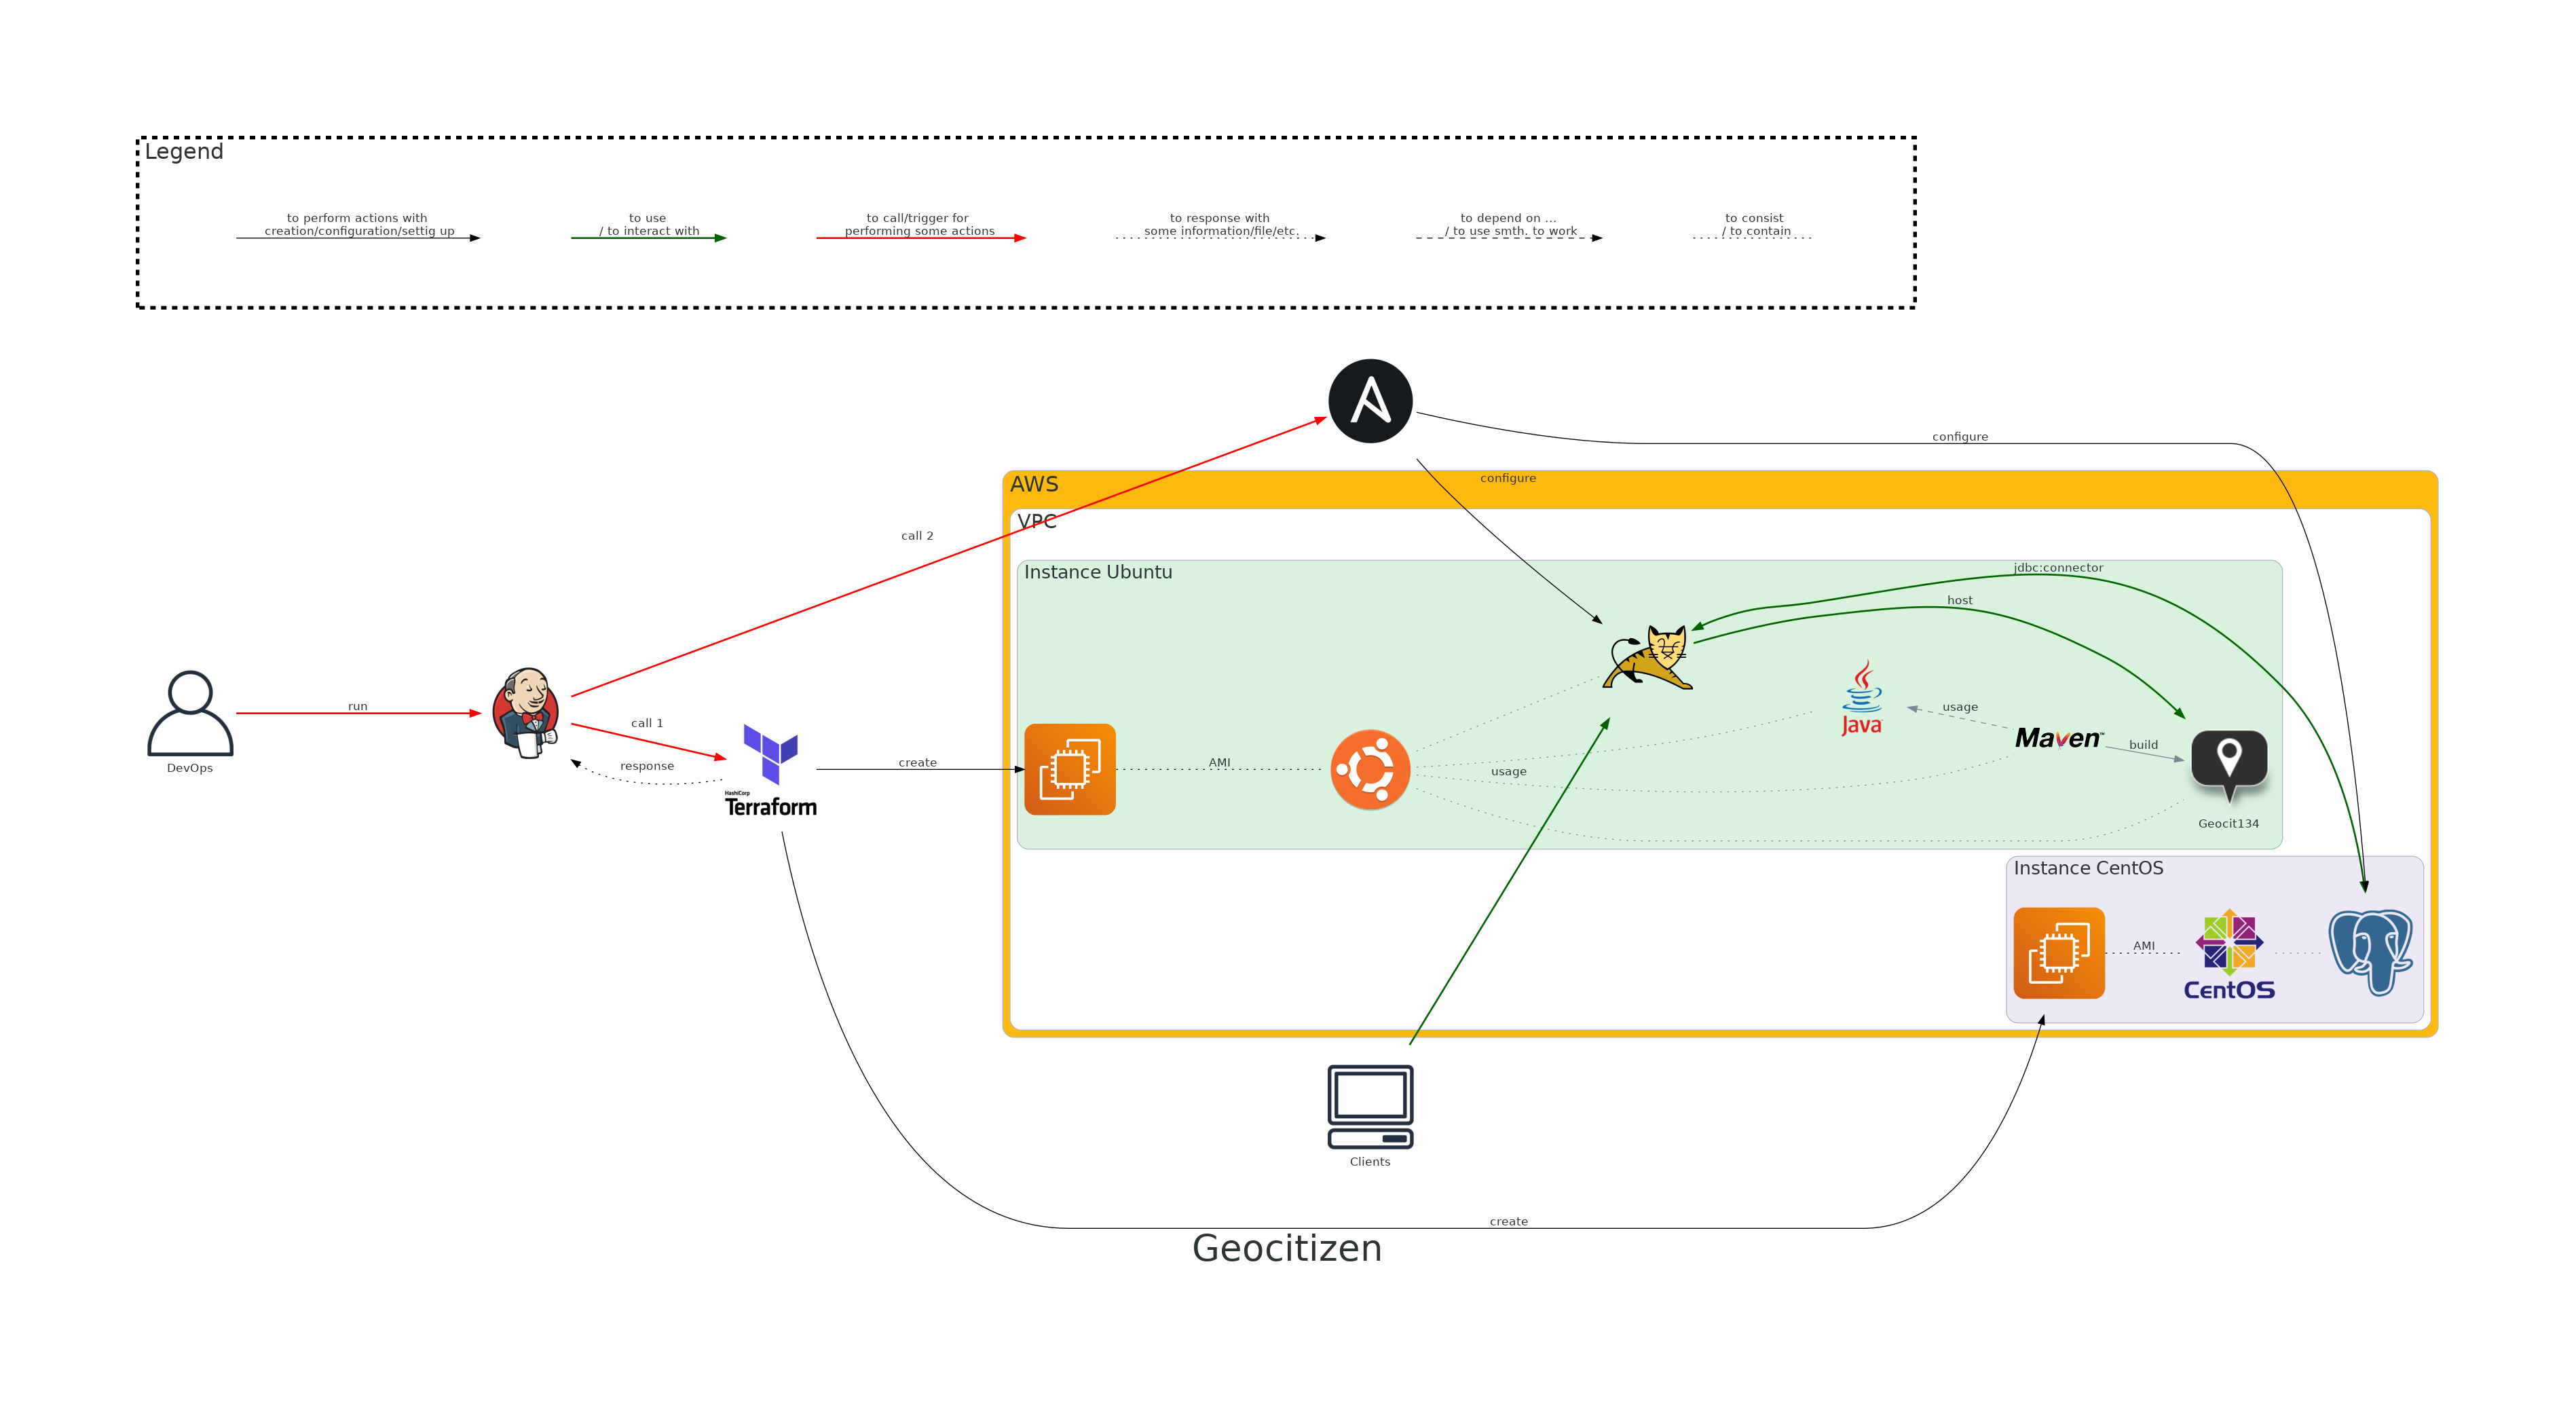 Legend
to perform actions with
creation/configuration/settig up
to use
/ to interact with
to call/trigger for
performing some actions
to response with
some information/file/etc.
to depend on ...
/ to use smth. to work
to consist
/ to contain
configure
AWS
configure
VPC
call 2
Instance Ubuntu
jdbc:connector
host
run
call 1
usage
Java
Maven™
build
DevOps
response
create
AMI
usage
HashiCorp
Terraform
Geocit134
Instance CentOS
AMI
CentOS
Clients
create
Geocitizen